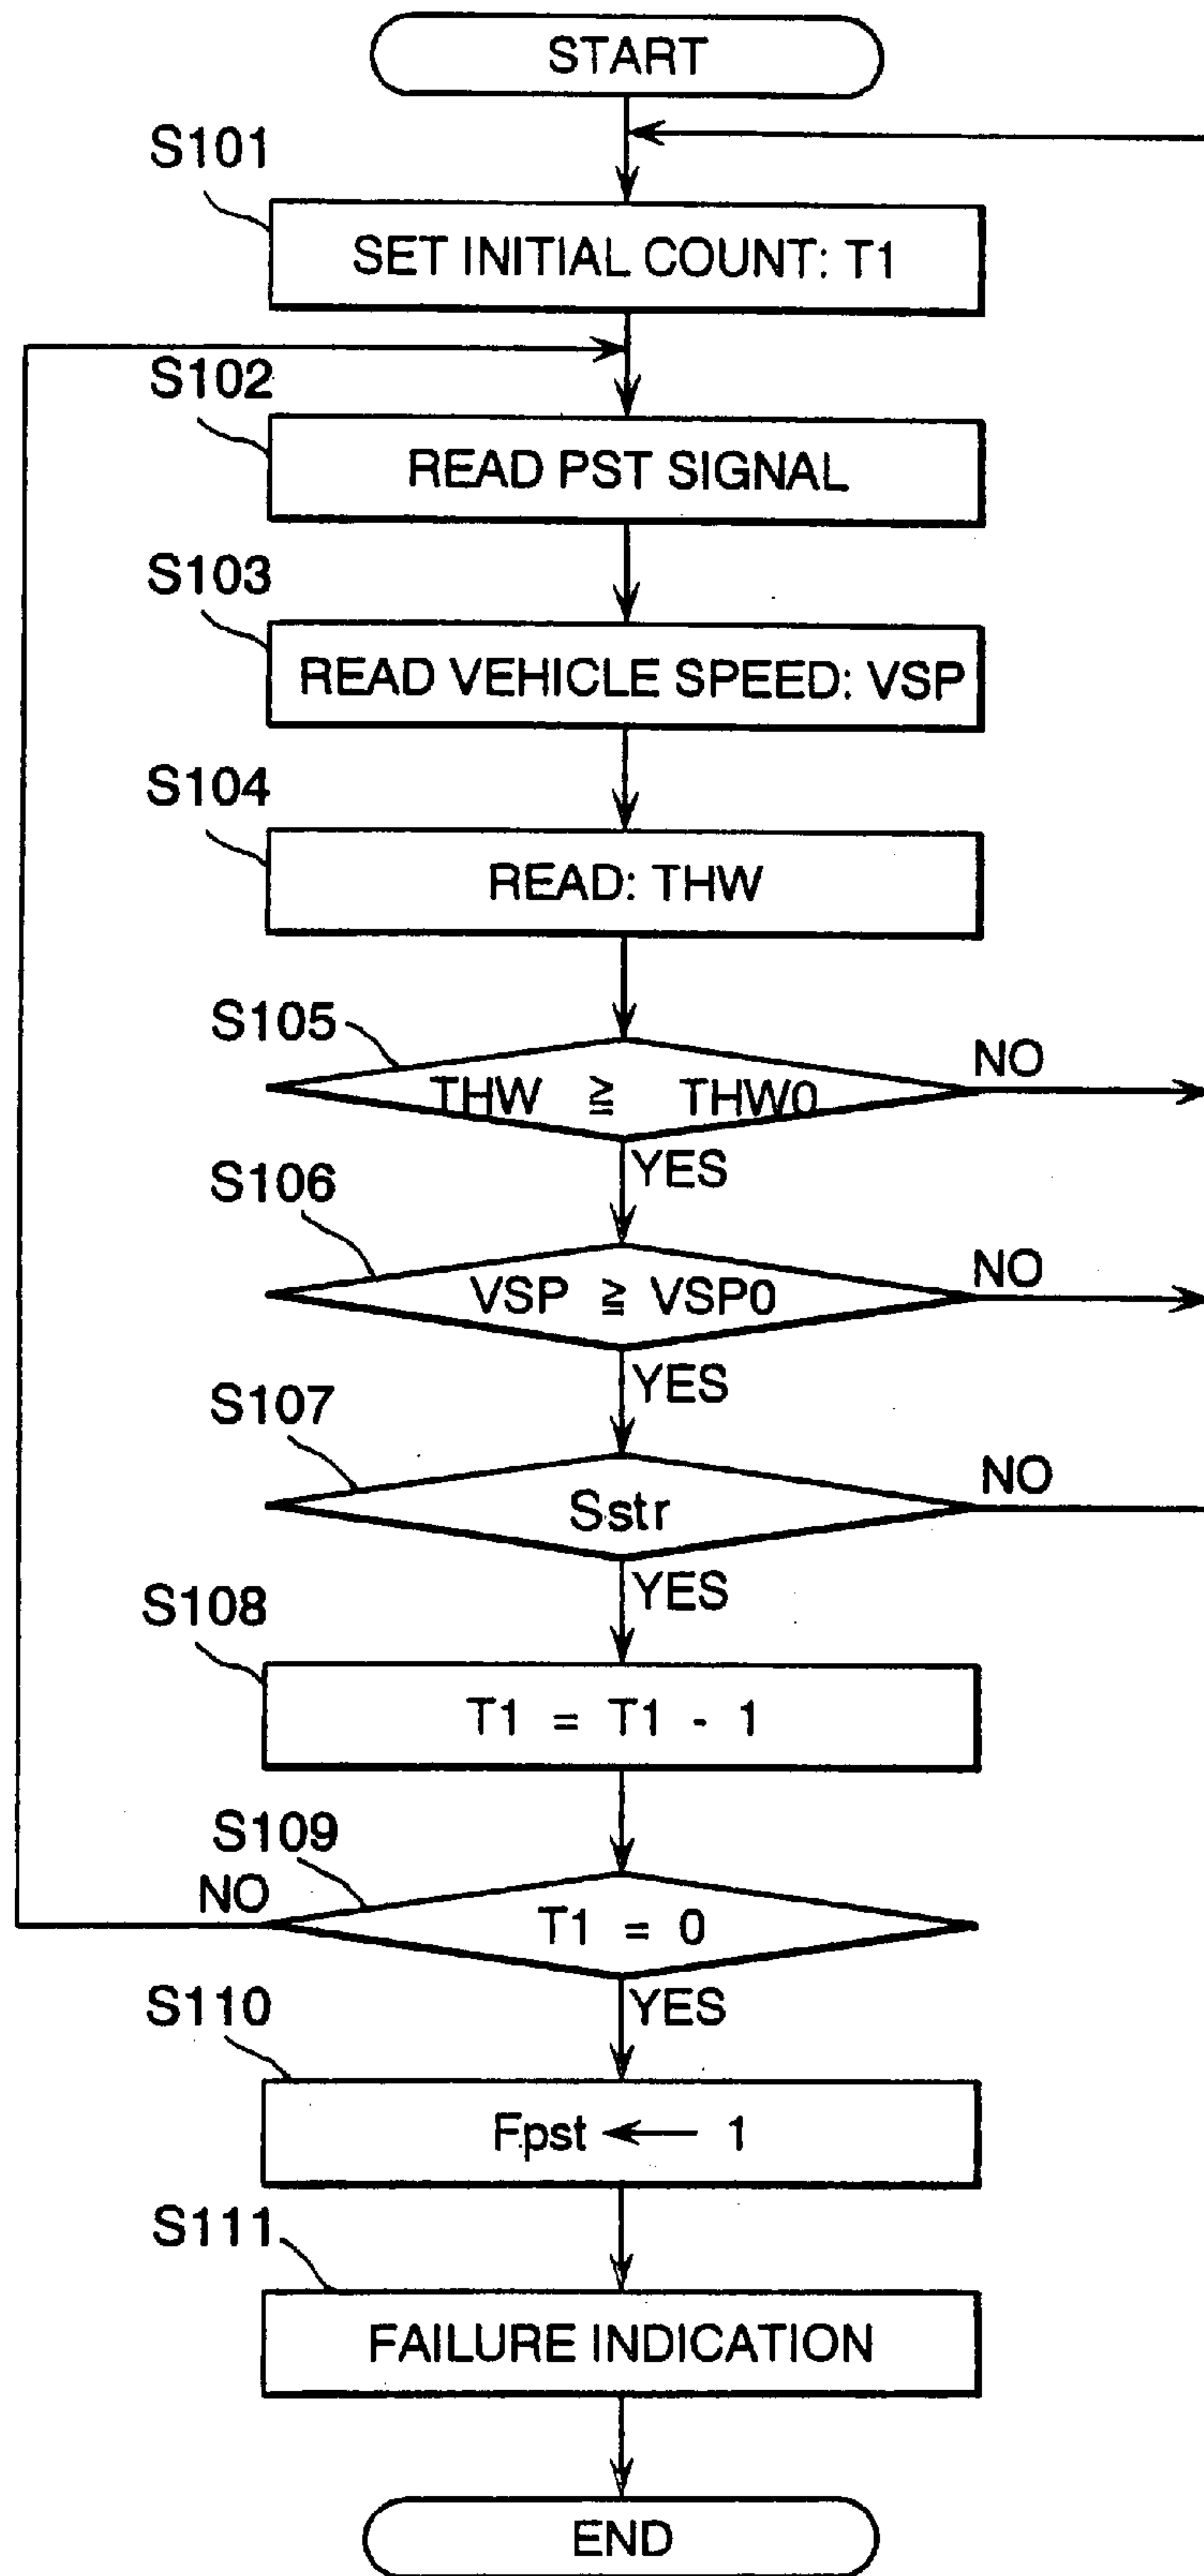 START
S101
SET INITIAL COUNT: T1
S102
READ PST SIGNAL
S103
READ VEHICLE SPEED: VSP
S104
READ: THW
S105
THW ≧ THW0
NO
YES
S106
VSP ≧ VSP0
NO
YES
S107
Sstr
NO
YES
S108
T1 = T1 - 1
S109
NO
T1 = 0
YES
S110
Fpst ← 1
S111
FAILURE INDICATION
END